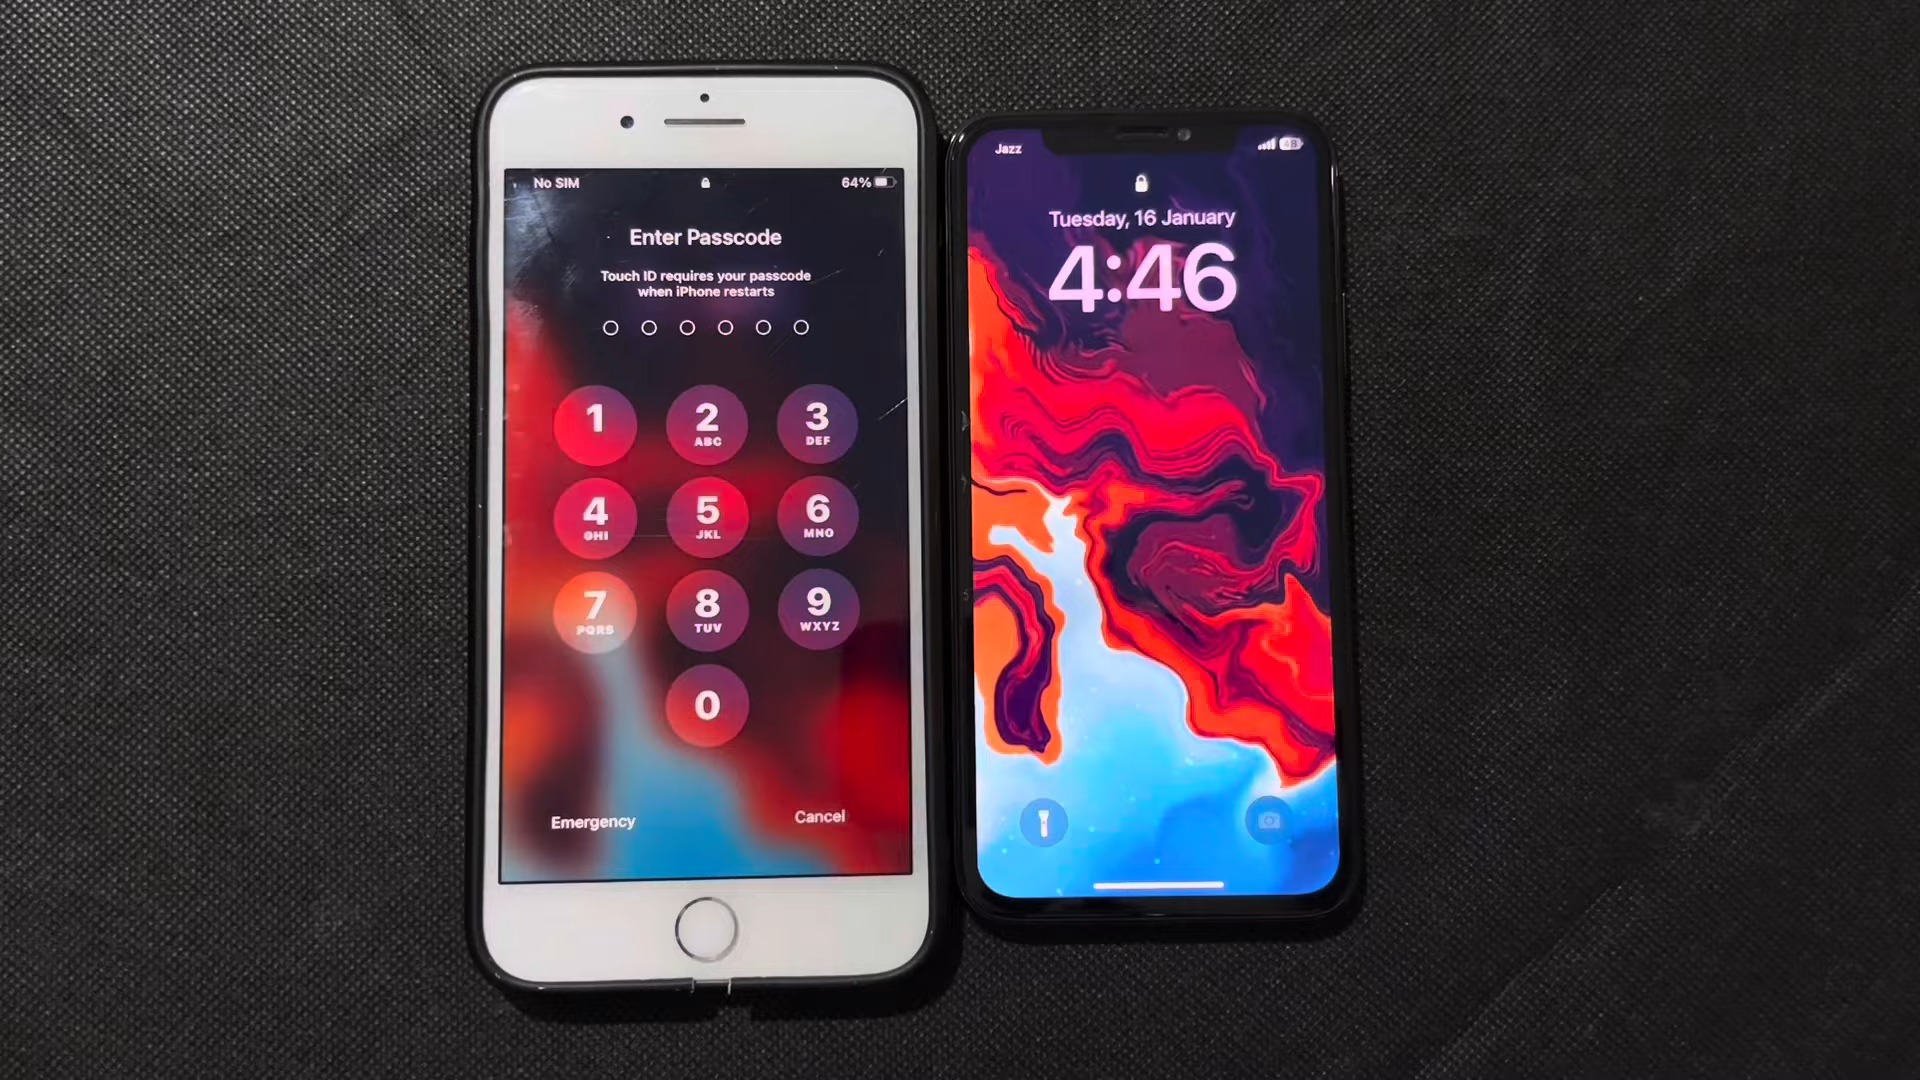 No SIM
64%
Enter Passcode
Touch ID requires your passcode
when iPhone restarts
1
2
ABC
3
DEF
4
GHI
5
JKL
6
MNO
7
PQRS
8
TUV
9
WXYZ
0
Emergency
Cancel
Jazz
48
Tuesday, 16 January
4:46